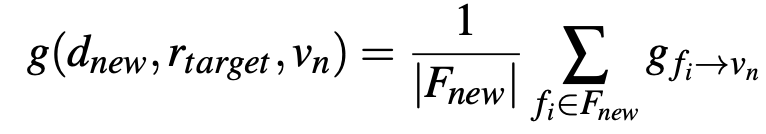 g(d_{new}, r_{target}, v_n) = \frac{1}{|F_{new}|} \sum_{f_i \in F_{new}} g_{f_i \to v_n}